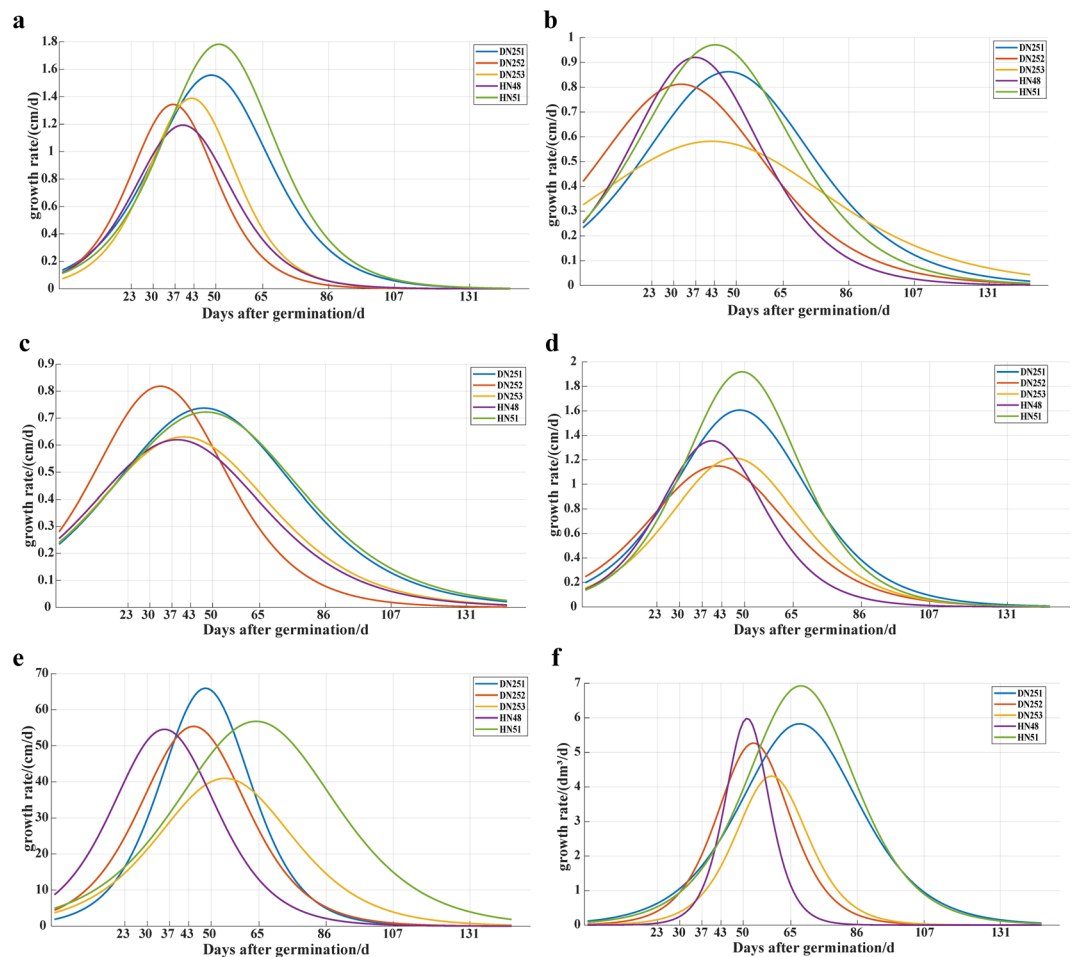 a
growth rate/(cm/d)
1.8
1.6
1.4
1.2
1
0.8
0.6
0.4
0.2
0
23 30 37 43 50 65 86 107 131
Days after germination/d
DN251
DN252
DN253
HN48
HN51
b
growth rate/(cm/d)
1
0.9
0.8
0.7
0.6
0.5
0.4
0.3
0.2
0.1
0
23 30 37 43 50 65 86 107 131
Days after germination/d
DN251
DN252
DN253
HN48
HN51
c
growth rate/(cm/d)
0.9
0.8
0.7
0.6
0.5
0.4
0.3
0.2
0.1
0
23 30 37 43 50 65 86 107 131
Days after germination/d
DN251
DN252
DN253
HN48
HN51
d
growth rate/(cm/d)
2
1.8
1.6
1.4
1.2
1
0.8
0.6
0.4
0.2
0
23 30 37 43 50 65 86 107 131
Days after germination/d
DN251
DN252
DN253
HN48
HN51
e
growth rate/(cm/d)
70
60
50
40
30
20
10
0
23 30 37 43 50 65 86 107 131
Days after germination/d
DN251
DN252
DN253
HN48
HN51
f
growth rate/(dm³/d)
7
6
5
4
3
2
1
0
23 30 37 43 50 65 86 107 131
Days after germination/d
DN251
DN252
DN253
HN48
HN51